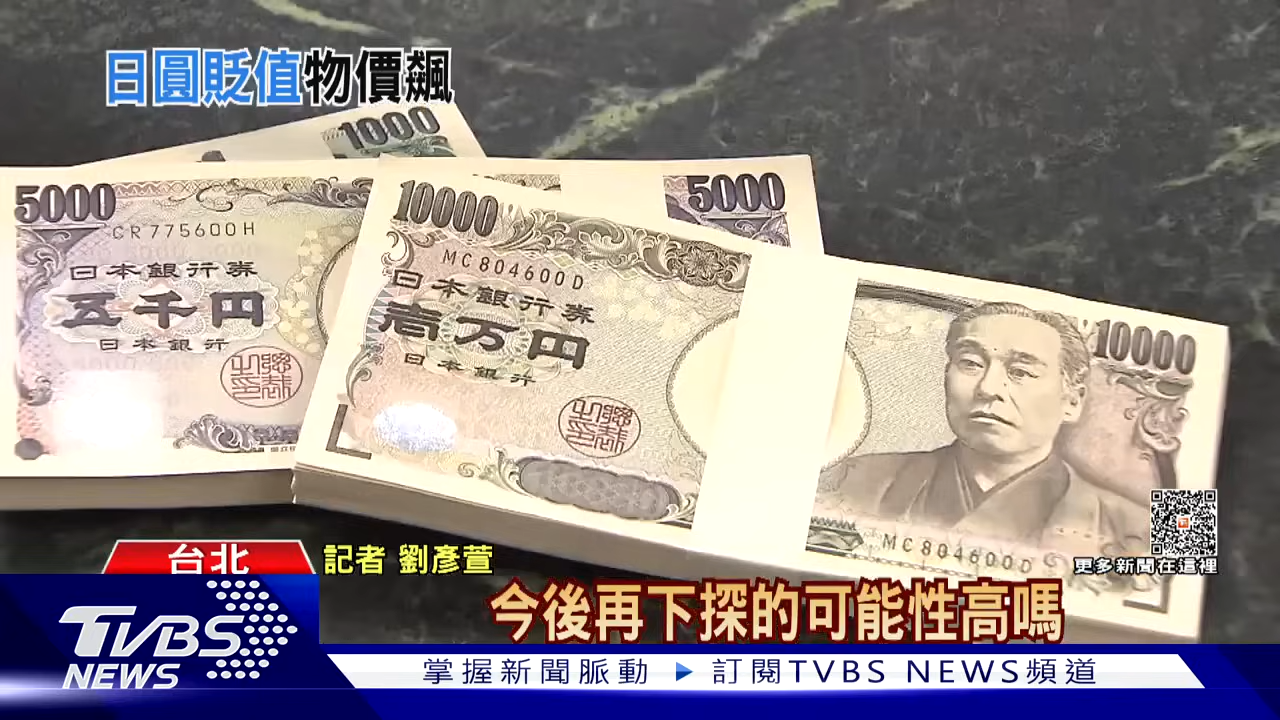 日圓貶值物價飆
1000
5000
CR775600H
日本銀行券
五千円
日本銀行
5000
10000
MC804600D
日本銀行券
壱万円
日本銀行
10000
MC804600D
更多新聞在這裡
台北
記者 劉彥萱
今後再下探的可能性高嗎
TVBS
NEWS
掌握新聞脈動 ▶ 訂閱TVBS NEWS頻道